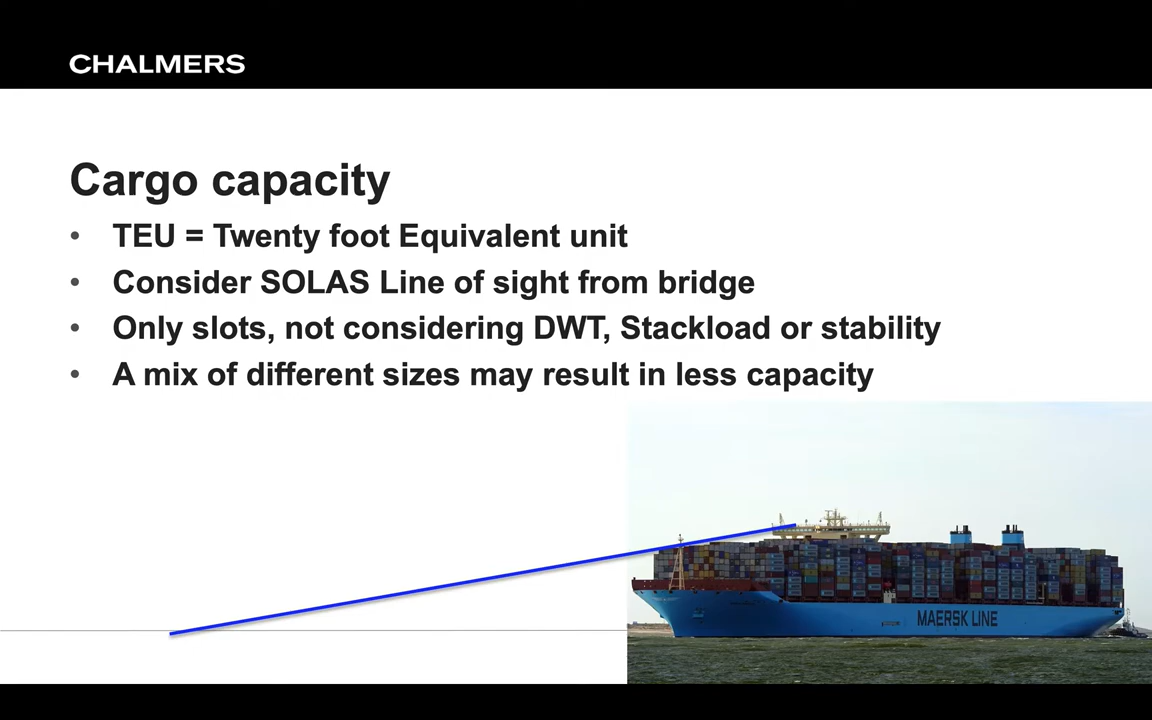 CHALMERS
Cargo capacity
• TEU = Twenty foot Equivalent unit
• Consider SOLAS Line of sight from bridge
• Only slots, not considering DWT, Stackload or stability
• A mix of different sizes may result in less capacity
MAERSK LINE